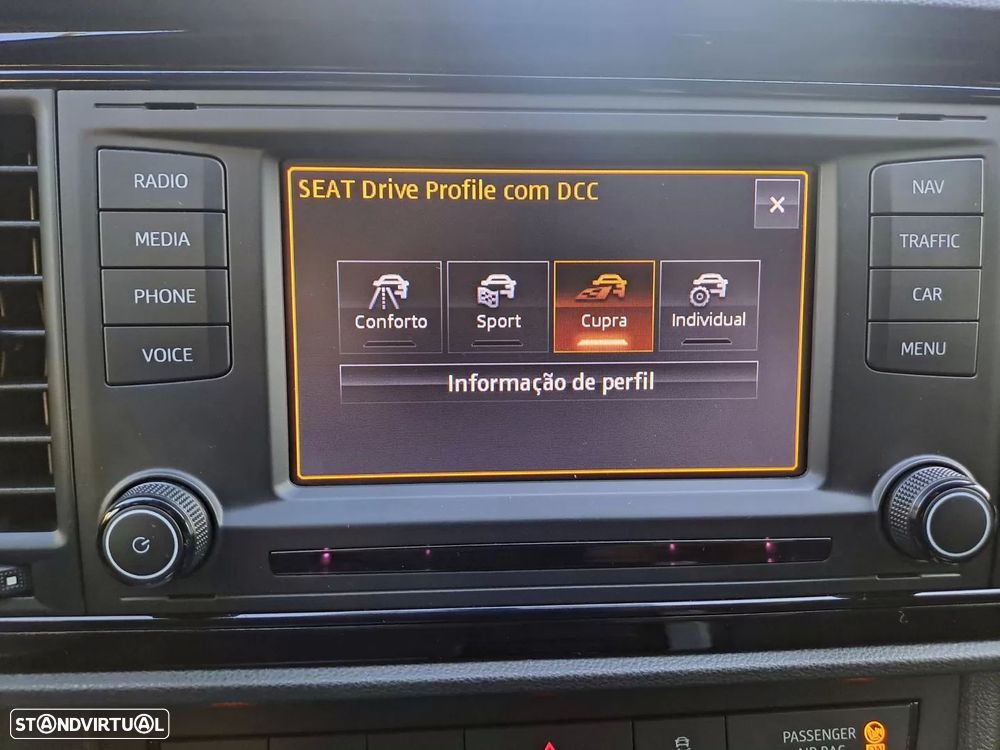 RADIO
MEDIA
PHONE
VOICE
SEAT Drive Profile com DCC
X
Conforto
Sport
Cupra
Individual
Informação de perfil
NAV
TRAFFIC
CAR
MENU
PASSENGER
AIR BAG
ON
STANDVIRTUAL